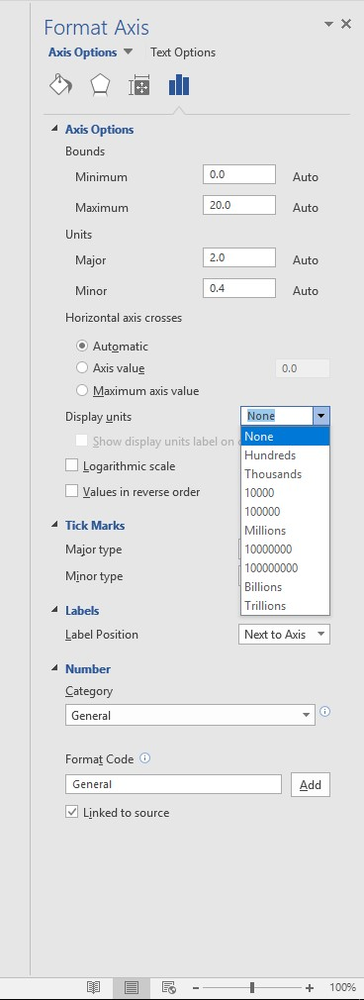 Format Axis
Axis Options Text Options
Axis Options
Bounds
Minimum 0.0 Auto
Maximum 20.0 Auto
Units
Major 2.0 Auto
Minor 0.4 Auto
Horizontal axis crosses
Automatic
Axis value 0.0
Maximum axis value
Display units None
None
Show display units label on
Hundreds
Logarithmic scale
Thousands
10000
Values in reverse order
100000
Tick Marks
Millions
Major type
10000000
Minor type
100000000
Billions
Labels
Trillions
Label Position Next to Axis
Number
Category
General
Format Code
General Add
Linked to source
100%